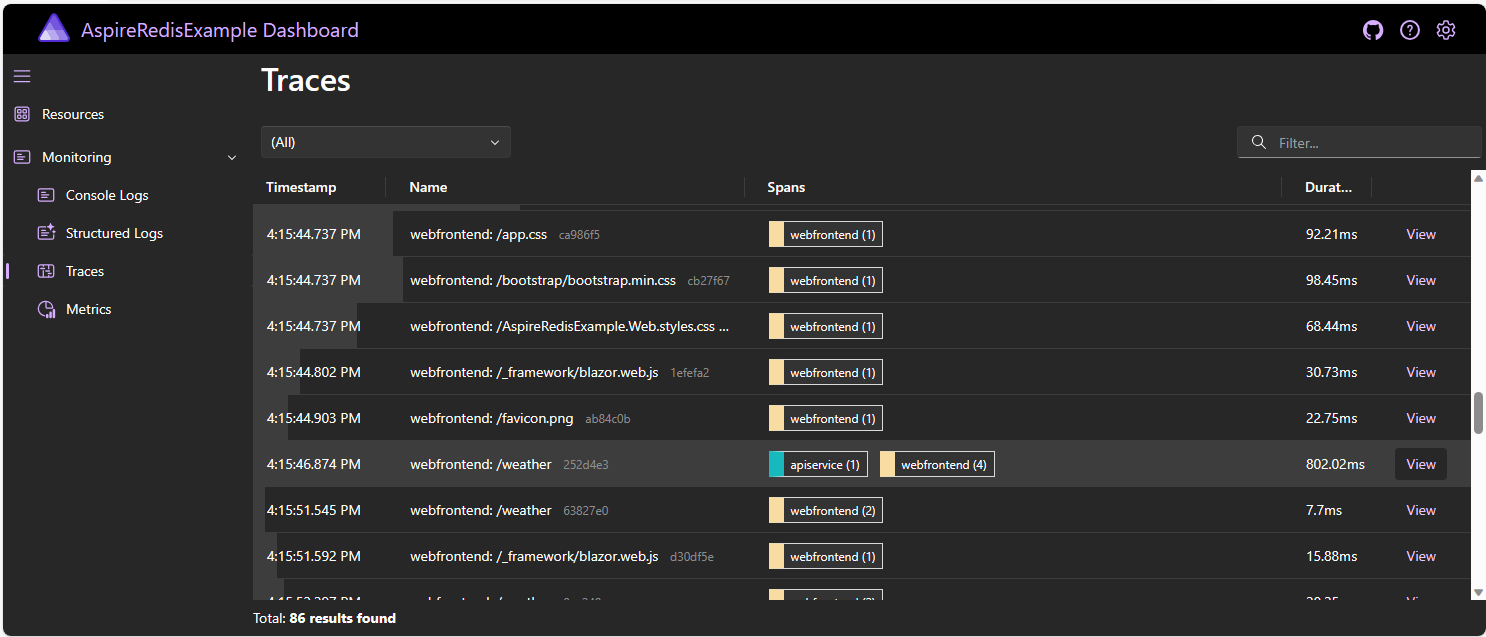 AspireRedisExample Dashboard
Traces
Resources
Monitoring
Console Logs
Structured Logs
Traces
Metrics
(All)
Filter...
Timestamp Name Spans Durat...
4:15:44.737 PM webfrontend: /app.css ca986f5 webfrontend (1) 92.21ms View
4:15:44.737 PM webfrontend: /bootstrap/bootstrap.min.css cb27f67 webfrontend (1) 98.45ms View
4:15:44.737 PM webfrontend: /AspireRedisExample.Web.styles.css ... webfrontend (1) 68.44ms View
4:15:44.802 PM webfrontend: /_framework/blazor.web.js 1efefa2 webfrontend (1) 30.73ms View
4:15:44.903 PM webfrontend: /favicon.png ab84c0b webfrontend (1) 22.75ms View
4:15:46.874 PM webfrontend: /weather 252d4e3 apiservice (1) webfrontend (4) 802.02ms View
4:15:51.545 PM webfrontend: /weather 63827e0 webfrontend (2) 7.7ms View
4:15:51.592 PM webfrontend: /_framework/blazor.web.js d30df5e webfrontend (1) 15.88ms View
Total: 86 results found